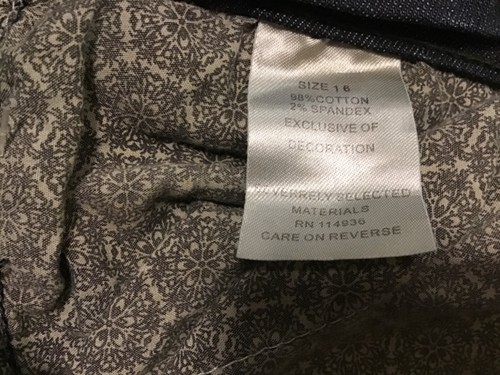 SIZE 16
98%COTTON
2% SPANDEX
EXCLUSIVE OF
DECORATION
SELECTED
MATERIALS
RN 114936
CARE ON REVERSE